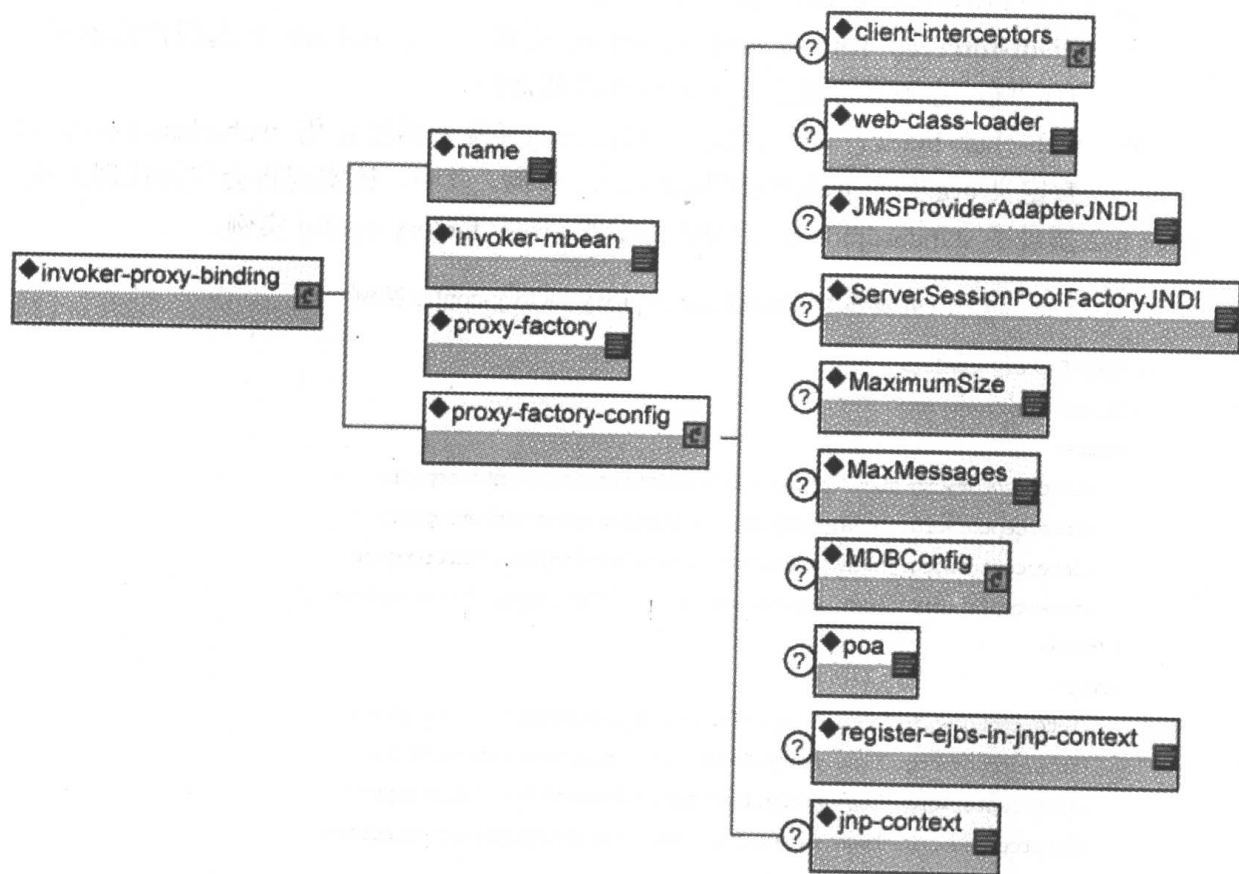 invoker-proxy-binding
name
invoker-mbean
proxy-factory
proxy-factory-config
client-interceptors
web-class-loader
JMSProviderAdapterJNDI
ServerSessionPoolFactoryJNDI
MaximumSize
MaxMessages
MDBConfig
poa
register-ejbs-in-jnp-context
jnp-context